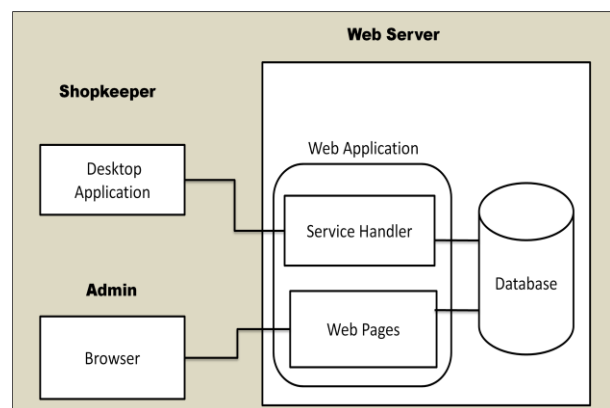 Web Server
Shopkeeper
Web Application
Desktop
Application
Service Handler
Database
Admin
Web Pages
Browser